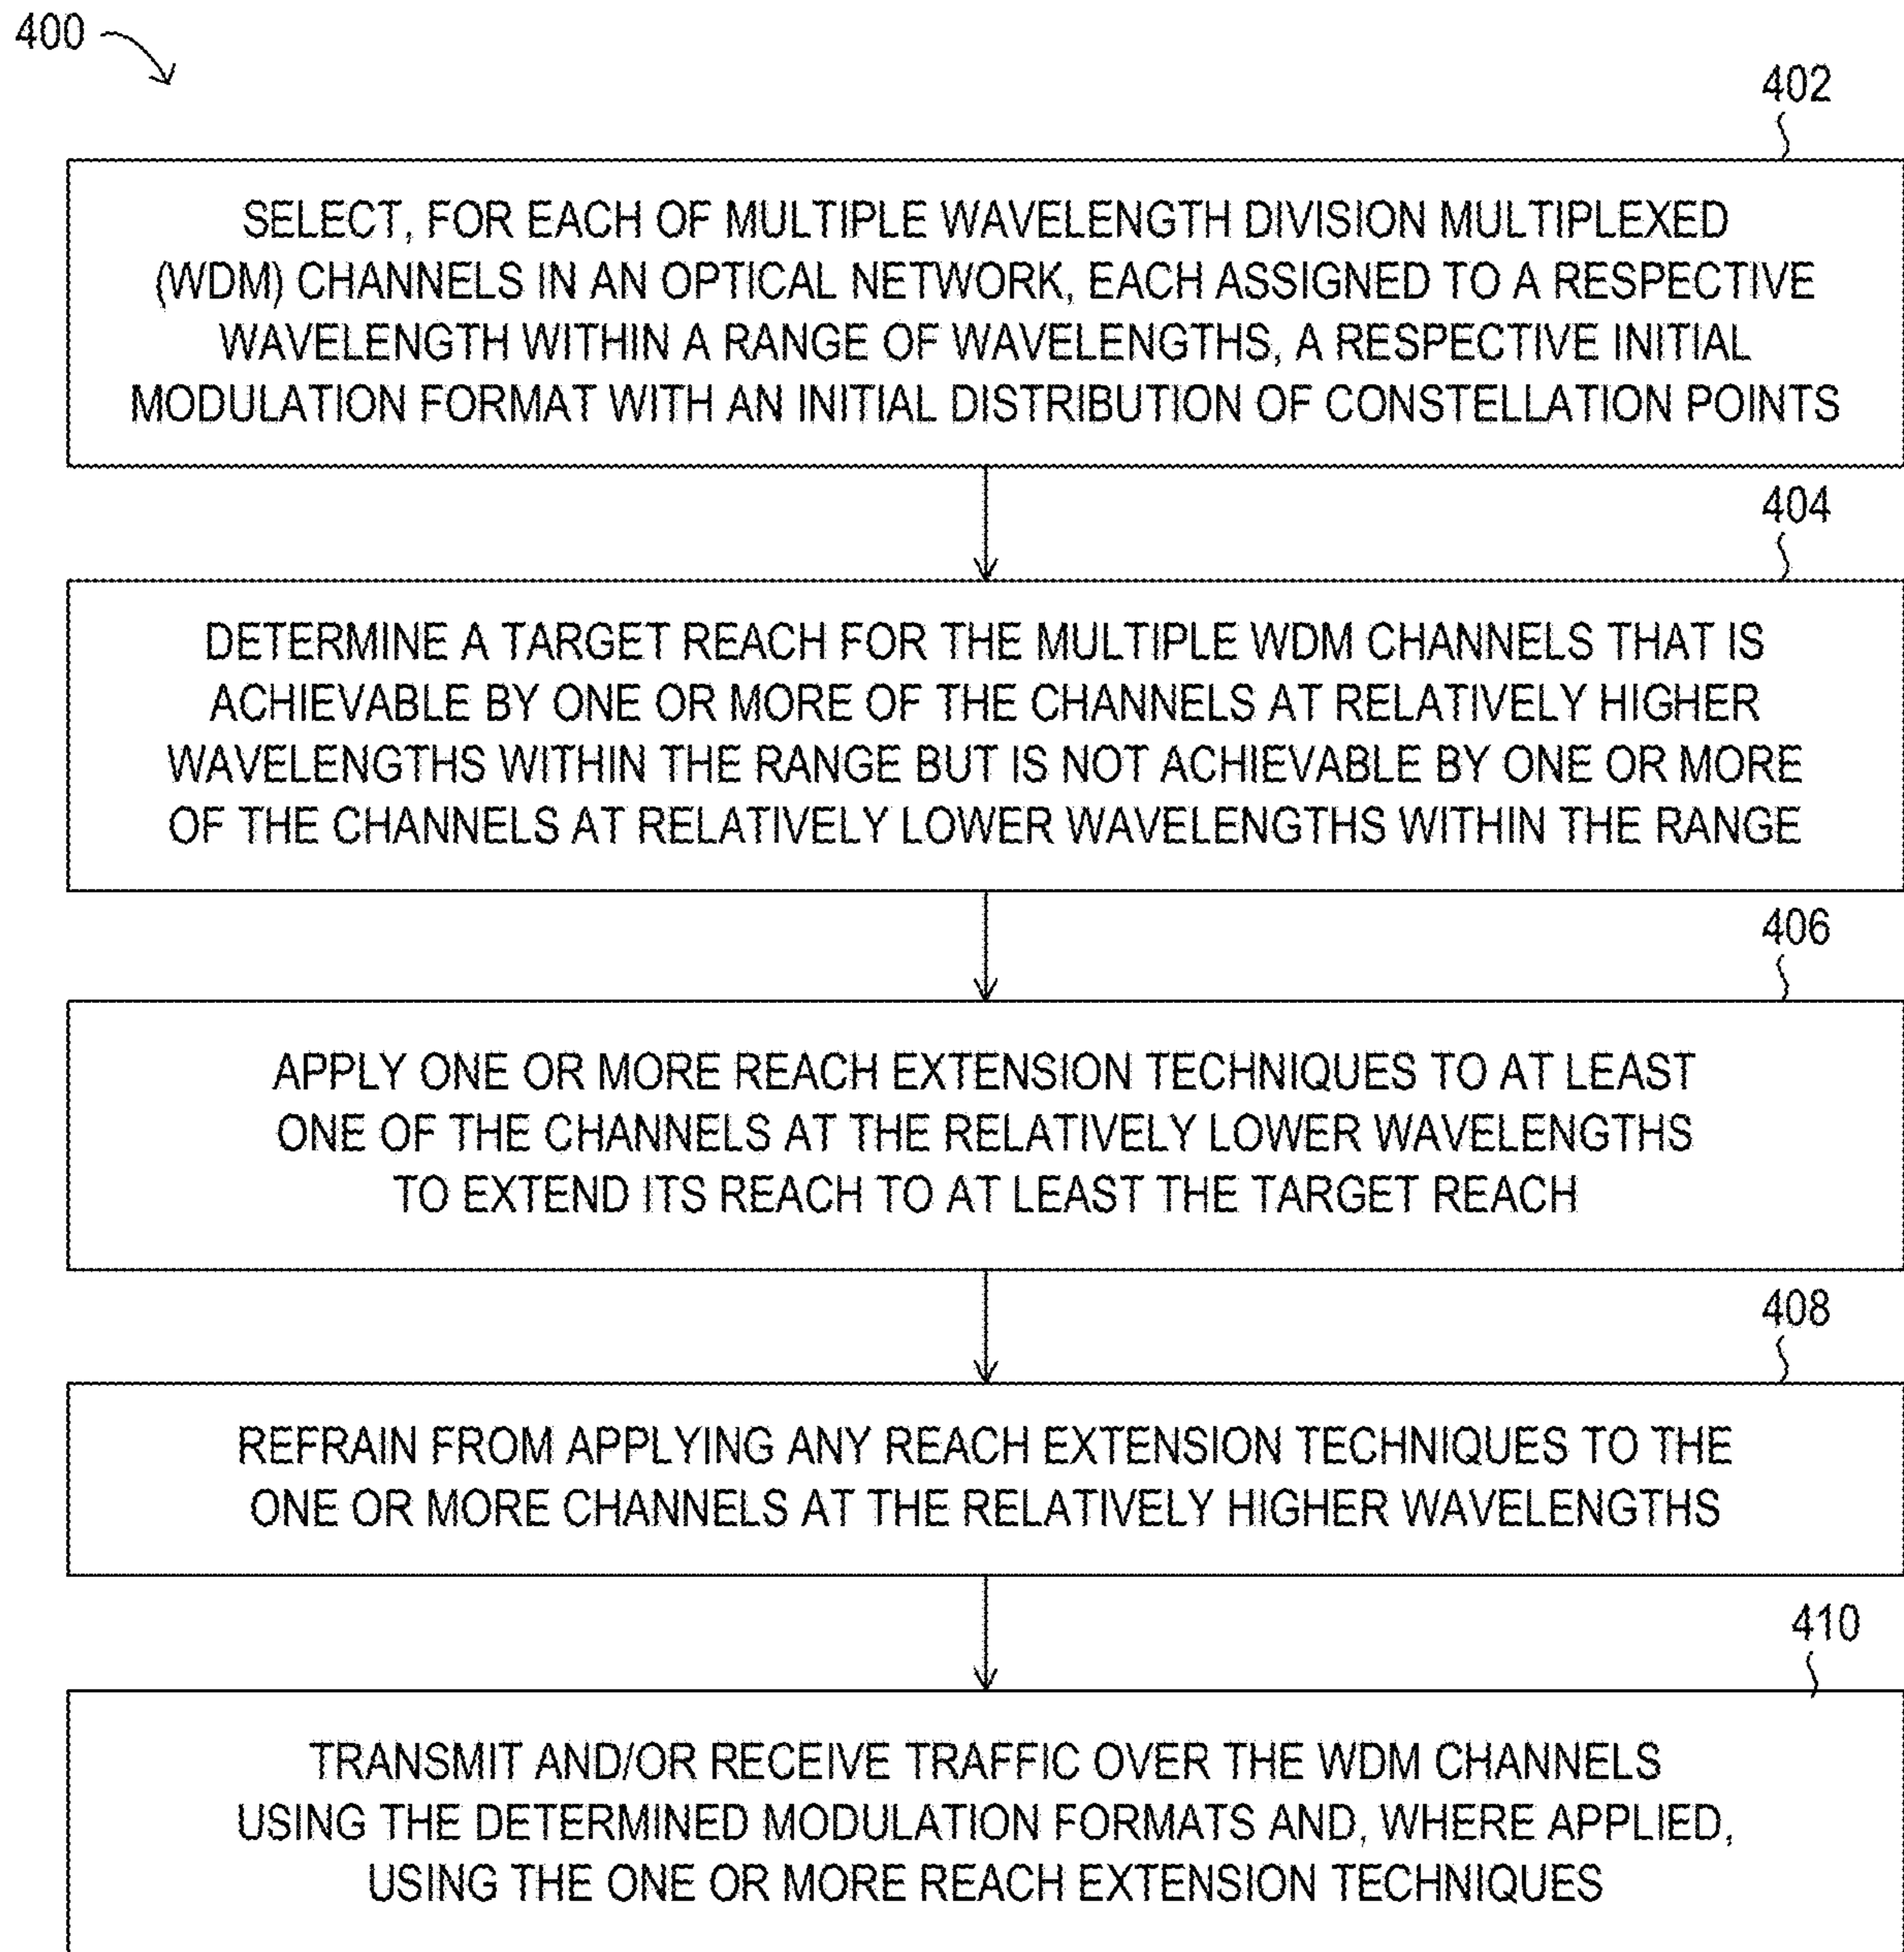 400
402
SELECT, FOR EACH OF MULTIPLE WAVELENGTH DIVISION MULTIPLEXED
(WDM) CHANNELS IN AN OPTICAL NETWORK, EACH ASSIGNED TO A RESPECTIVE
WAVELENGTH WITHIN A RANGE OF WAVELENGTHS, A RESPECTIVE INITIAL
MODULATION FORMAT WITH AN INITIAL DISTRIBUTION OF CONSTELLATION POINTS
404
DETERMINE A TARGET REACH FOR THE MULTIPLE WDM CHANNELS THAT IS
ACHIEVABLE BY ONE OR MORE OF THE CHANNELS AT RELATIVELY HIGHER
WAVELENGTHS WITHIN THE RANGE BUT IS NOT ACHIEVABLE BY ONE OR MORE
OF THE CHANNELS AT RELATIVELY LOWER WAVELENGTHS WITHIN THE RANGE
406
APPLY ONE OR MORE REACH EXTENSION TECHNIQUES TO AT LEAST
ONE OF THE CHANNELS AT THE RELATIVELY LOWER WAVELENGTHS
TO EXTEND ITS REACH TO AT LEAST THE TARGET REACH
408
REFRAIN FROM APPLYING ANY REACH EXTENSION TECHNIQUES TO THE
ONE OR MORE CHANNELS AT THE RELATIVELY HIGHER WAVELENGTHS
410
TRANSMIT AND/OR RECEIVE TRAFFIC OVER THE WDM CHANNELS
USING THE DETERMINED MODULATION FORMATS AND, WHERE APPLIED,
USING THE ONE OR MORE REACH EXTENSION TECHNIQUES